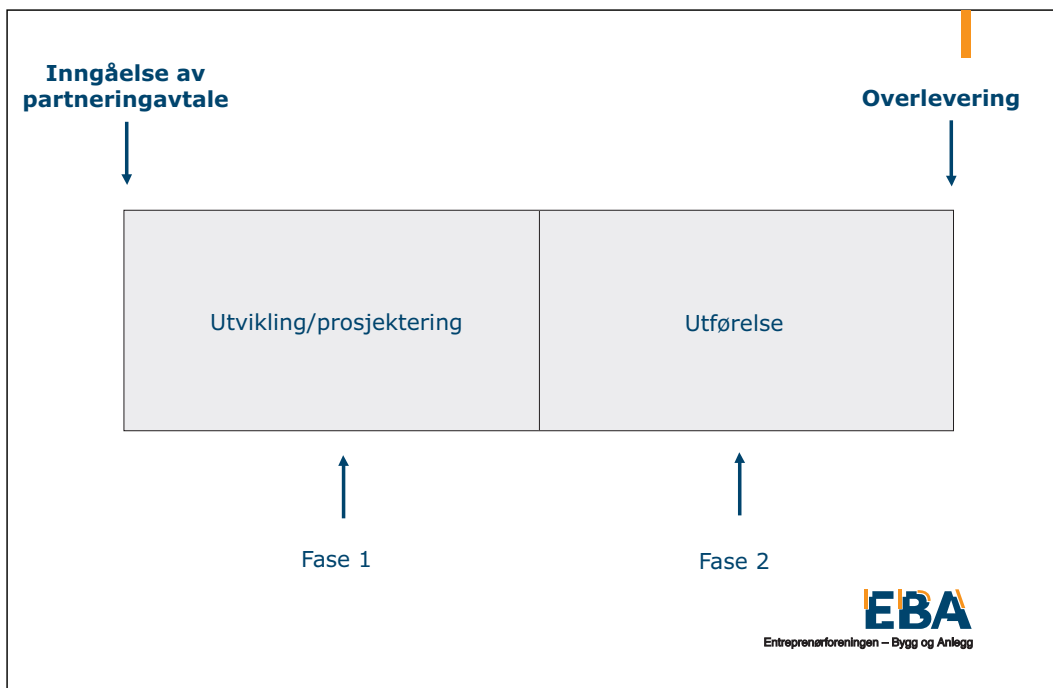 Inngåelse av
partneringavtale
Overlevering
Utvikling/prosjektering
Utførelse
Fase 1
Fase 2
EBA
Entreprenørforeningen – Bygg og Anlegg